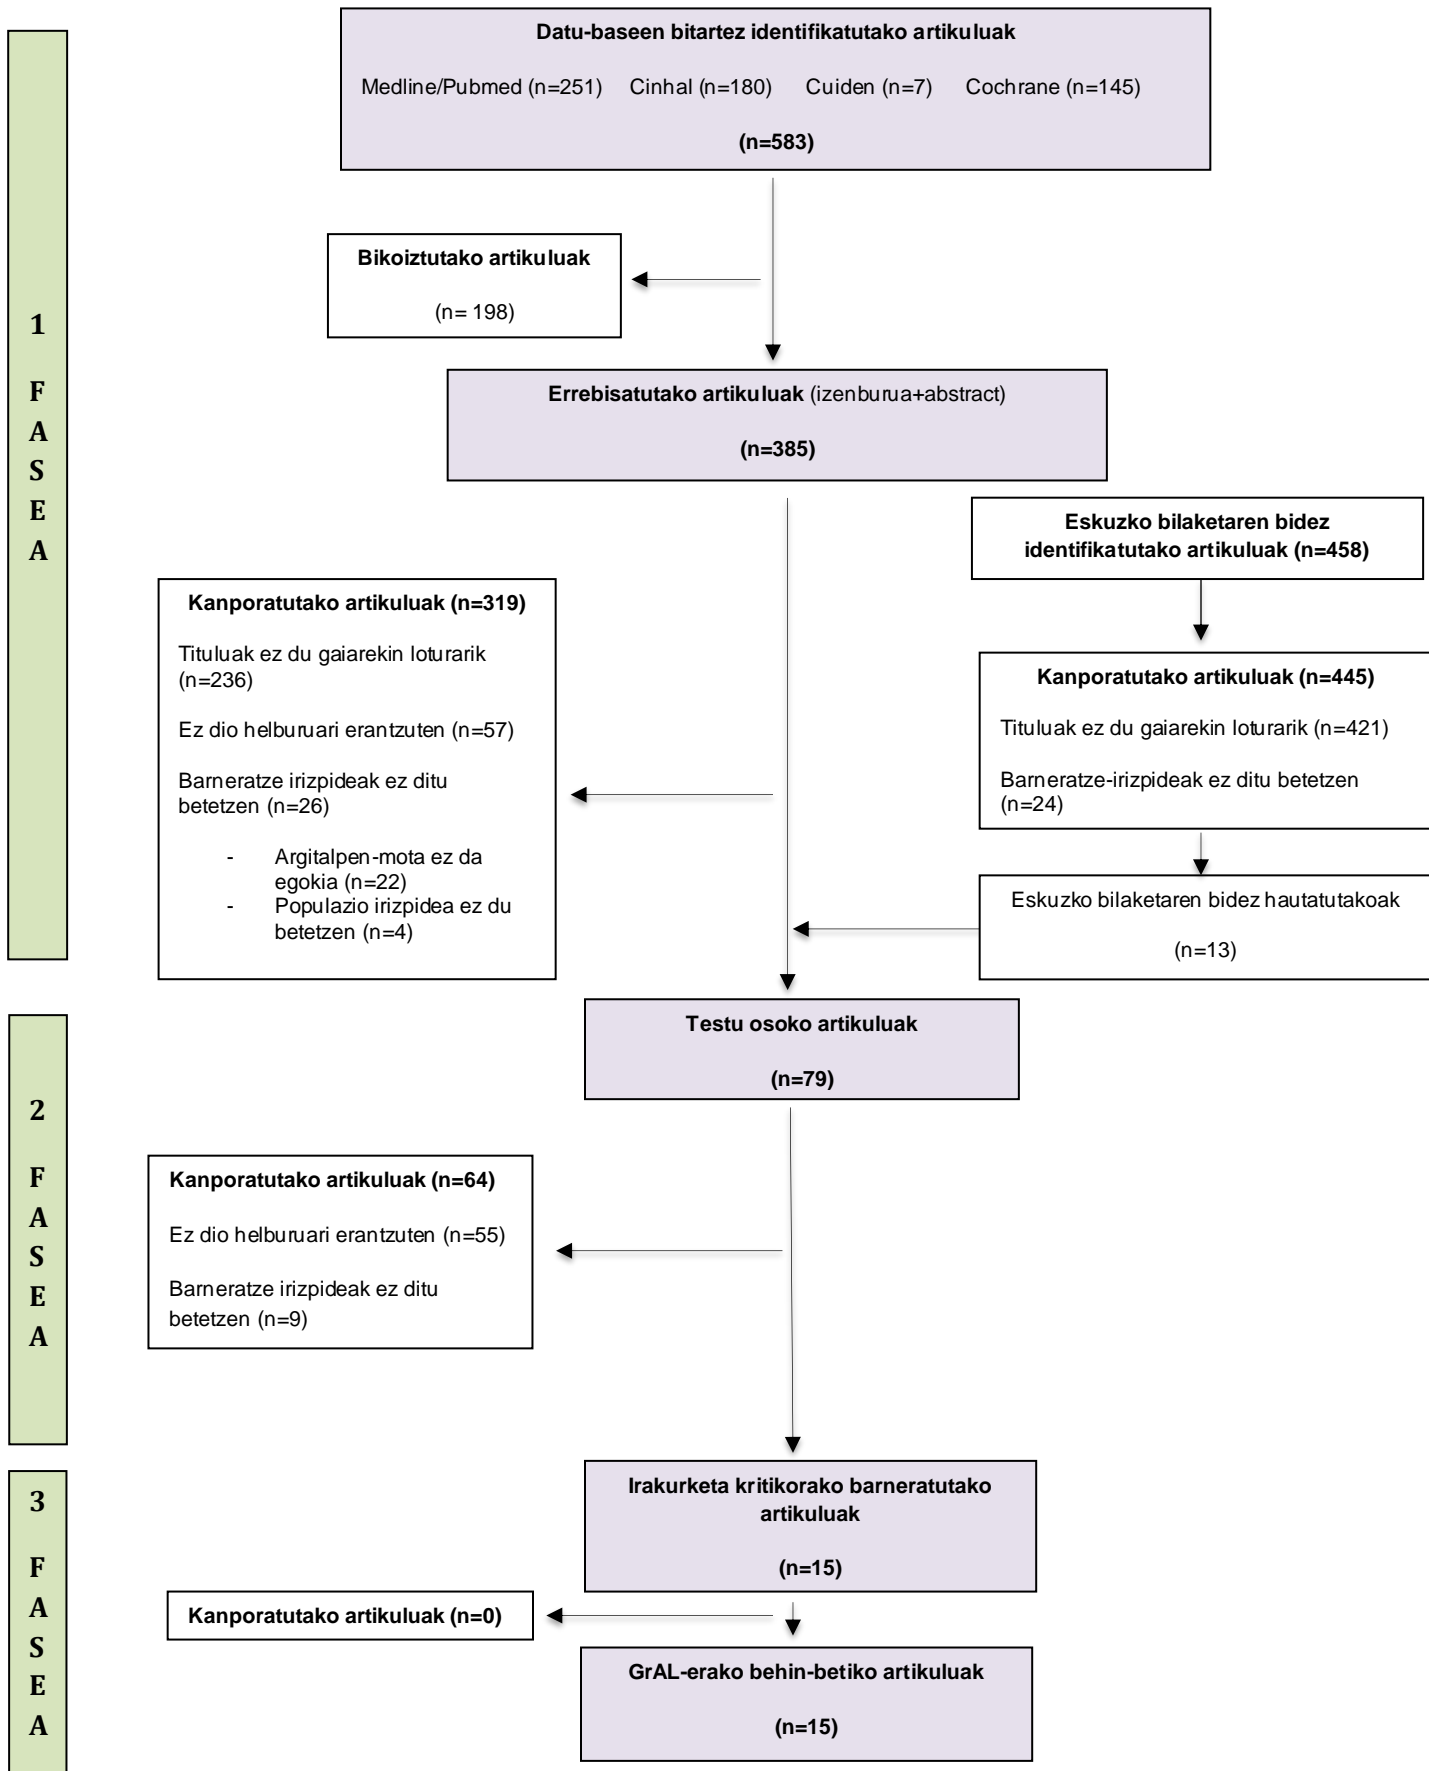 Datu-baseen bitartez identifikatutako artikuluak
Medline/Pubmed (n=251) Cinhal (n=180) Cuiden (n=7) Cochrane (n=145)
(n=583)
Bikoiztutako artikuluak
(n= 198)
1
F
A
S
E
A
Errebisatutako artikuluak (izenburua+abstract)
(n=385)
Eskuzko bilaketaren bidez
identifikatutako artikuluak (n=458)
Kanporatutako artikuluak (n=319)
Tituluak ez du gaiarekin loturarik
(n=236)
Ez dio helburuari erantzuten (n=57)
Barneratze irizpideak ez ditu
betetzen (n=26)
- Argitalpen-mota ez da
egokia (n=22)
- Populazio irizpidea ez du
betetzen (n=4)
Kanporatutako artikuluak (n=445)
Tituluak ez du gaiarekin loturarik (n=421)
Barneratze-irizpideak ez ditu betetzen
(n=24)
Eskuzko bilaketaren bidez hautatutakoak
(n=13)
Testu osoko artikuluak
(n=79)
2
F
A
S
E
A
Kanporatutako artikuluak (n=64)
Ez dio helburuari erantzuten (n=55)
Barneratze irizpideak ez ditu
betetzen (n=9)
Irakurketa kritikorako barneratutako
artikuluak
(n=15)
3
F
A
S
E
A
Kanporatutako artikuluak (n=0)
GrAL-erako behin-betiko artikuluak
(n=15)